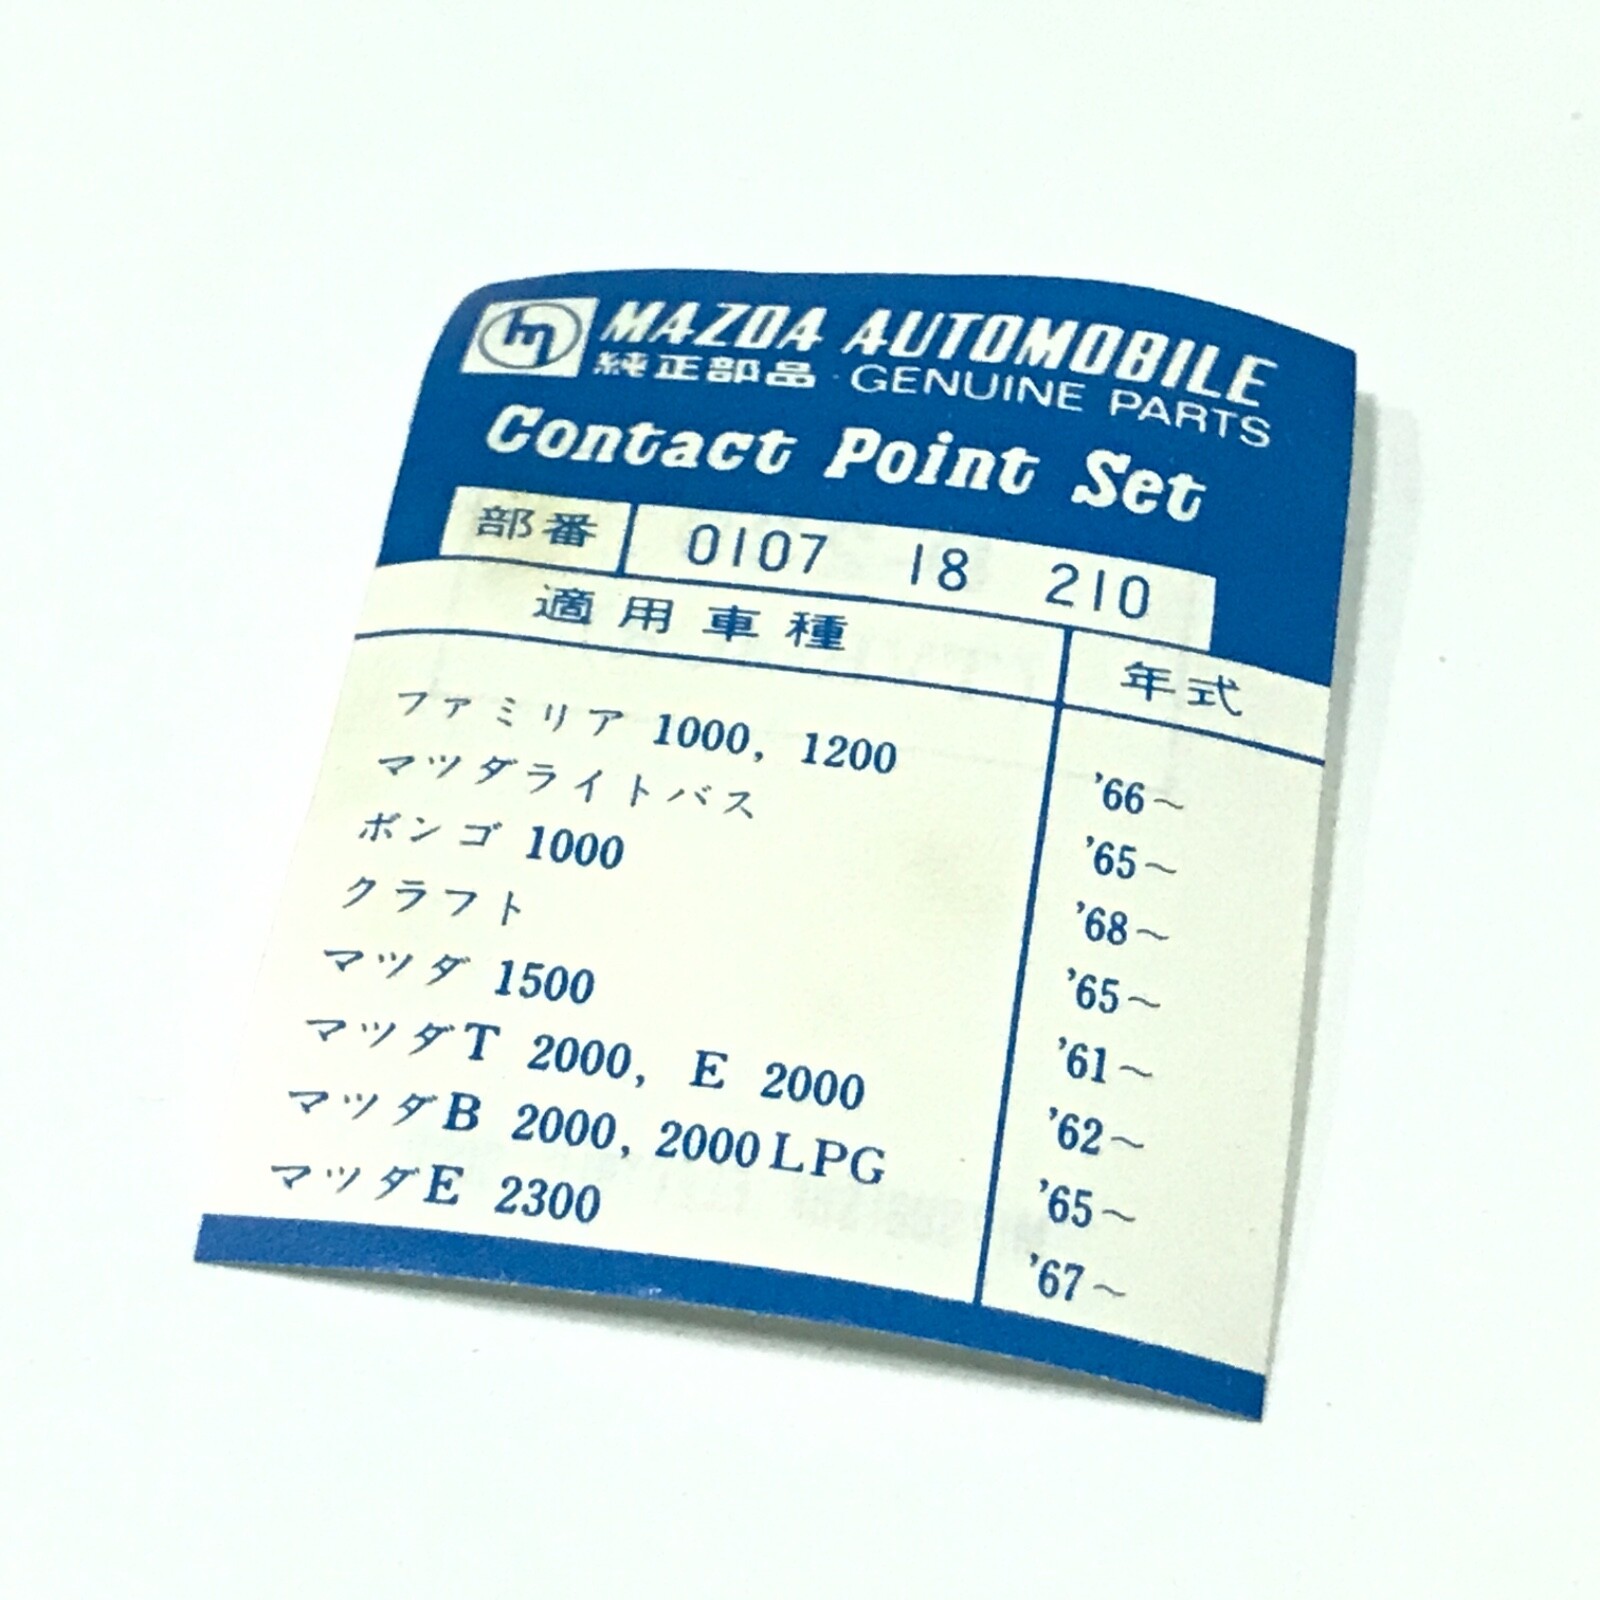 MAZDA AUTOMOBILE
純正部品・GENUINE PARTS
Contact Point Set
部番 0107 18 210
適用車種 年式
ファミリア 1000, 1200 '66～
マツダライトバス '65～
ボンゴ 1000 '68～
クラフト '65～
マツダ 1500 '61～
マツダT 2000, E 2000 '62～
マツダB 2000, 2000LPG '65～
マツダE 2300 '67～